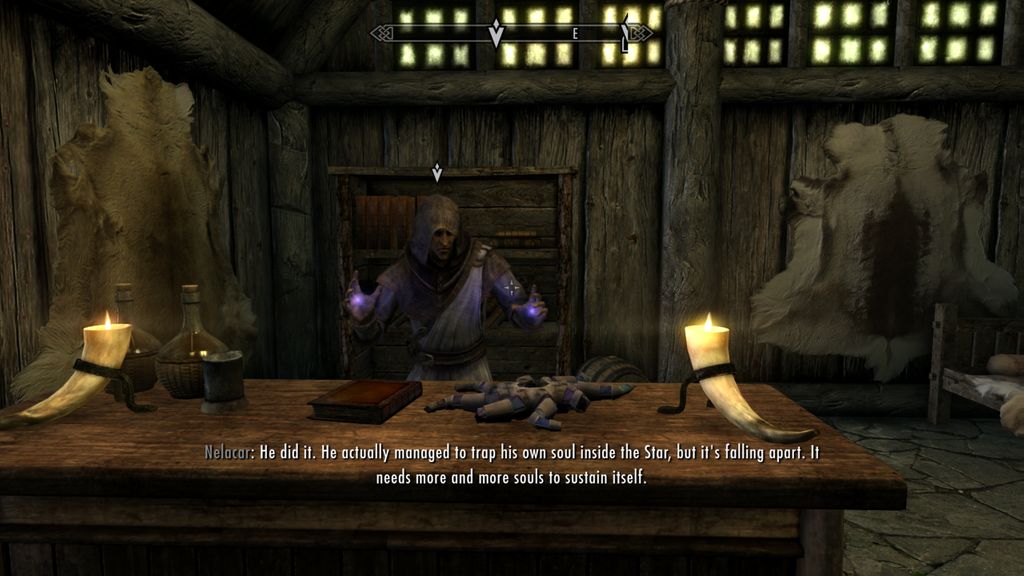 E
Nelacar: He did it. He actually managed to trap his own soul inside the Star, but it's falling apart. It
needs more and more souls to sustain itself.